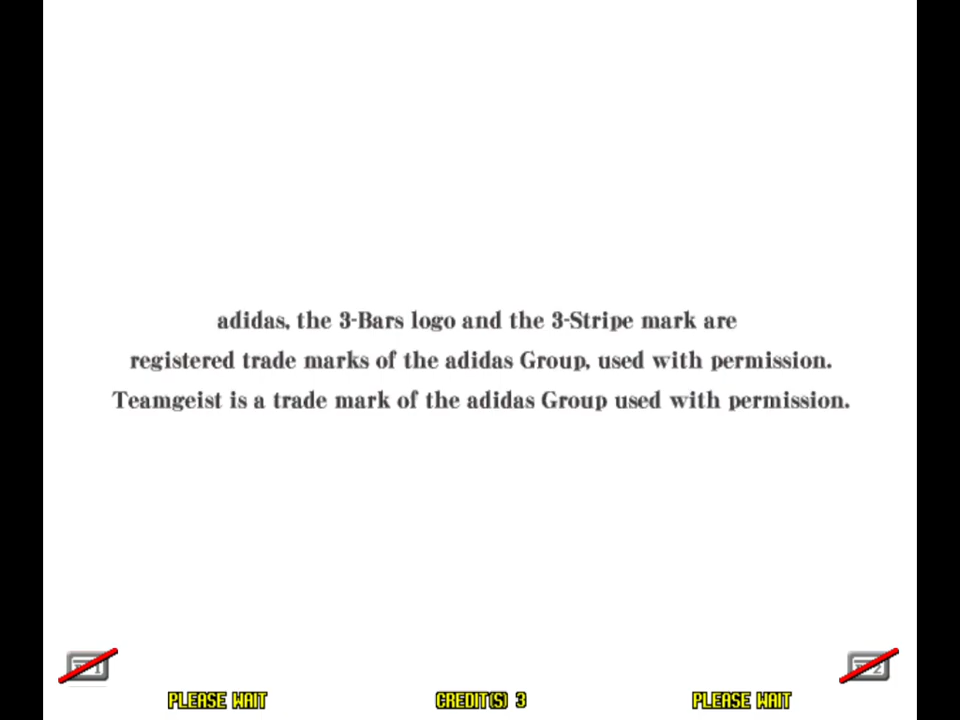 adidas, the 3-Bars logo and the 3-Stripe mark are
registered trade marks of the adidas Group, used with permission.
Teamgeist is a trade mark of the adidas Group used with permission.
1 2
PLEASE WAIT CREDIT(S) 3 PLEASE WAIT